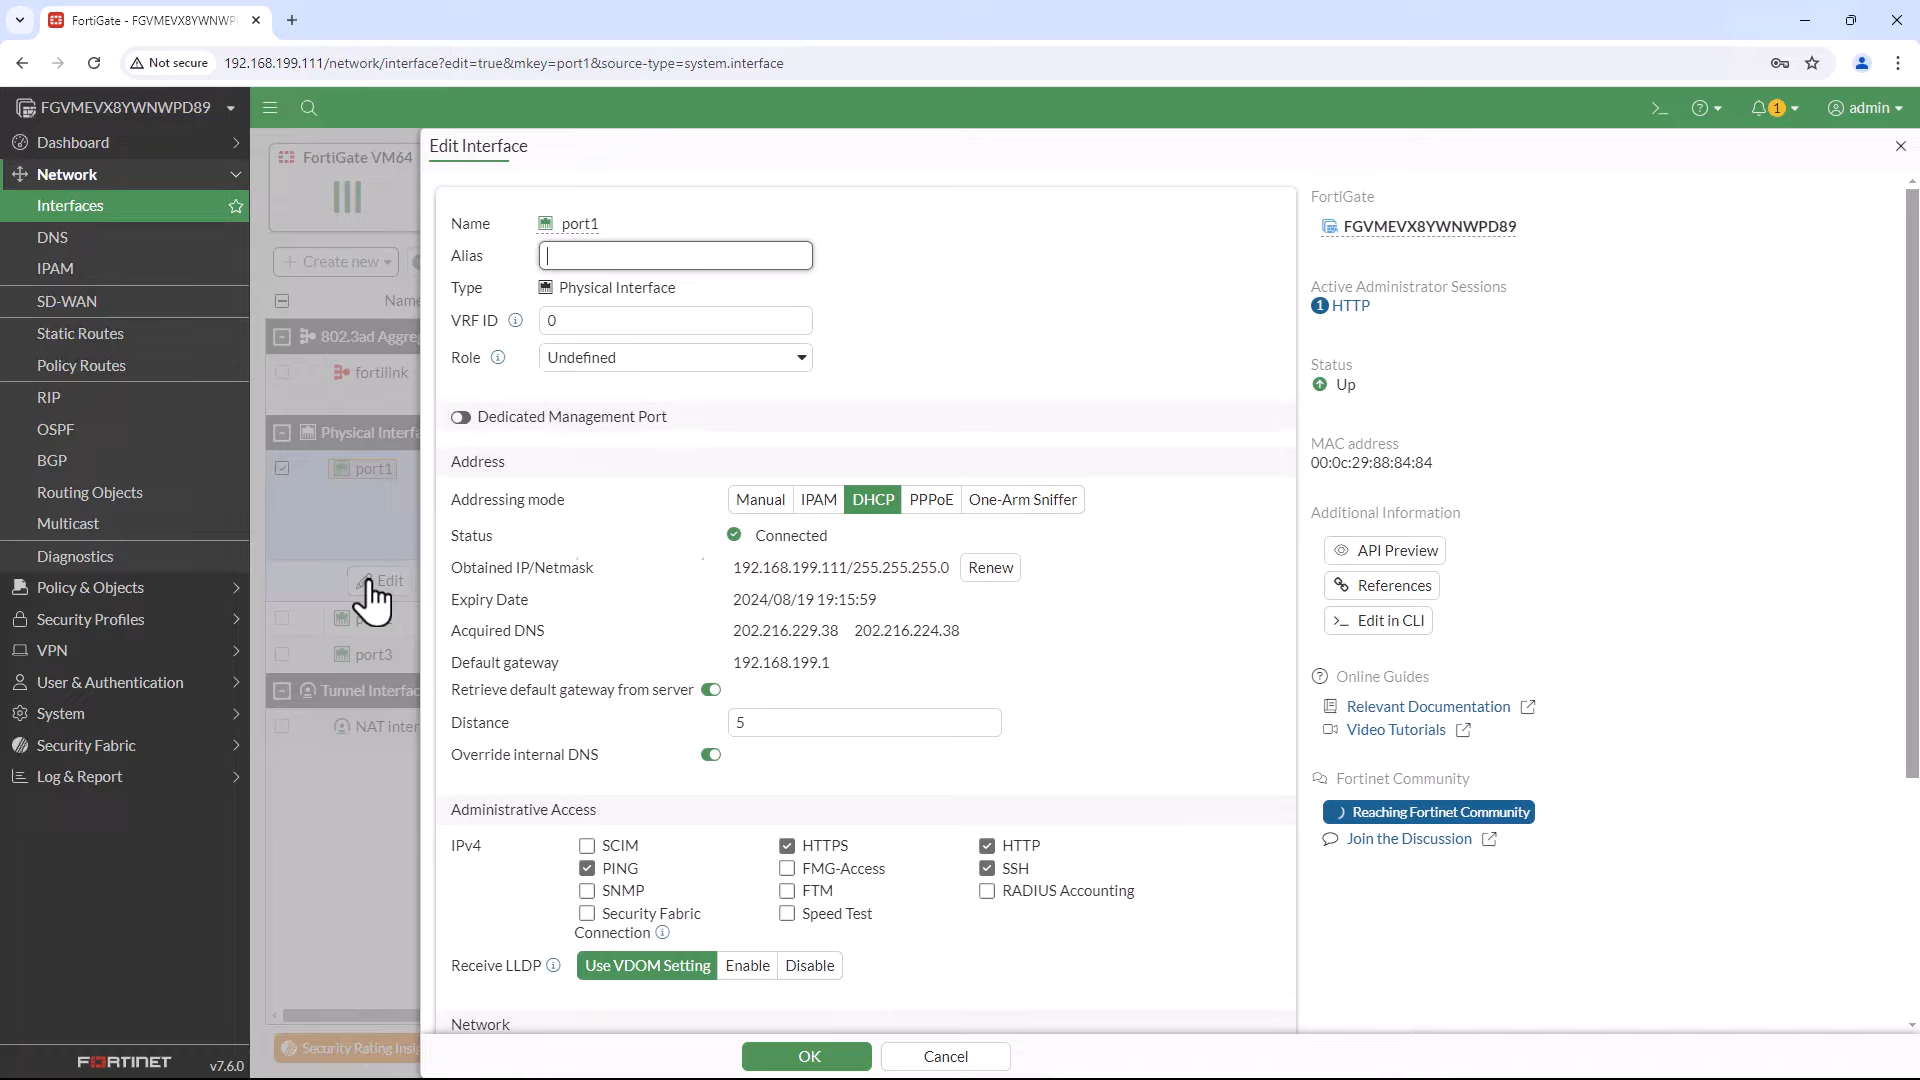 FortiGate - FGVMEVX8YWNWP
Not secure
192.168.199.111/network/interface?edit=true&mkey=port1&source-type=system.interface
FGVMEVX8YWNWPD89
1
admin
Dashboard
Network
Interfaces
DNS
IPAM
SD-WAN
Static Routes
Policy Routes
RIP
OSPF
BGP
Routing Objects
Multicast
Diagnostics
Policy & Objects
Security Profiles
VPN
User & Authentication
System
Security Fabric
Log & Report
FORTINET
v7.6.0
FortiGate VM64
Create new
Name
802.3ad Aggre
fortilink
Physical Interfa
port1
Edit
port3
Tunnel Interfac
NAT inter
Security Rating Insig
Edit Interface
Name port1
Alias
Type Physical Interface
VRF ID 0
Role Undefined
Dedicated Management Port
Address
Addressing mode Manual IPAM DHCP PPPoE One-Arm Sniffer
Status Connected
Obtained IP/Netmask 192.168.199.111/255.255.255.0 Renew
Expiry Date 2024/08/19 19:15:59
Acquired DNS 202.216.229.38 202.216.224.38
Default gateway 192.168.199.1
Retrieve default gateway from server
Distance 5
Override internal DNS
Administrative Access
IPv4 SCIM HTTPS HTTP
PING FMG-Access SSH
SNMP FTM RADIUS Accounting
Security Fabric Speed Test
Connection
Receive LLDP Use VDOM Setting Enable Disable
Network
OK Cancel
FortiGate
FGVMEVX8YWNWPD89
Active Administrator Sessions
1 HTTP
Status
Up
MAC address
00:0c:29:88:84:84
Additional Information
API Preview
References
>_ Edit in CLI
Online Guides
Relevant Documentation
Video Tutorials
Fortinet Community
Reaching Fortinet Community
Join the Discussion